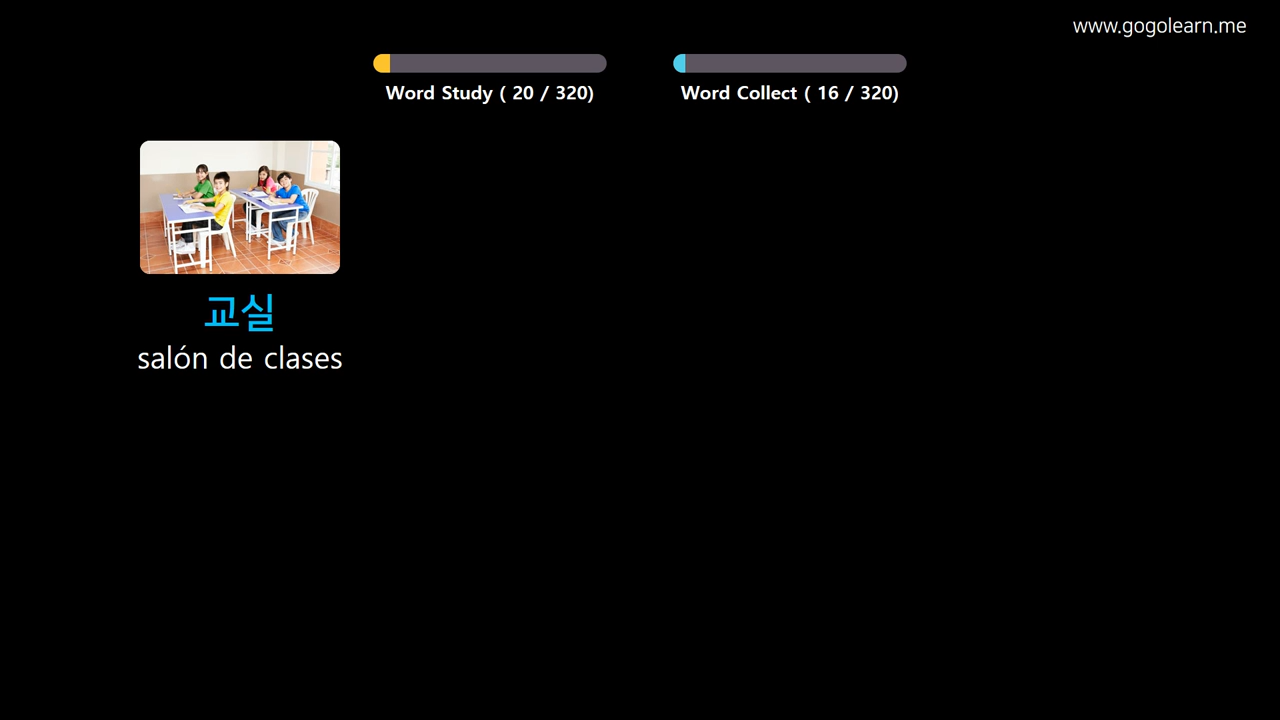 www.gogolearn.me
Word Study ( 20 / 320)
Word Collect ( 16 / 320)
교실
salón de clases